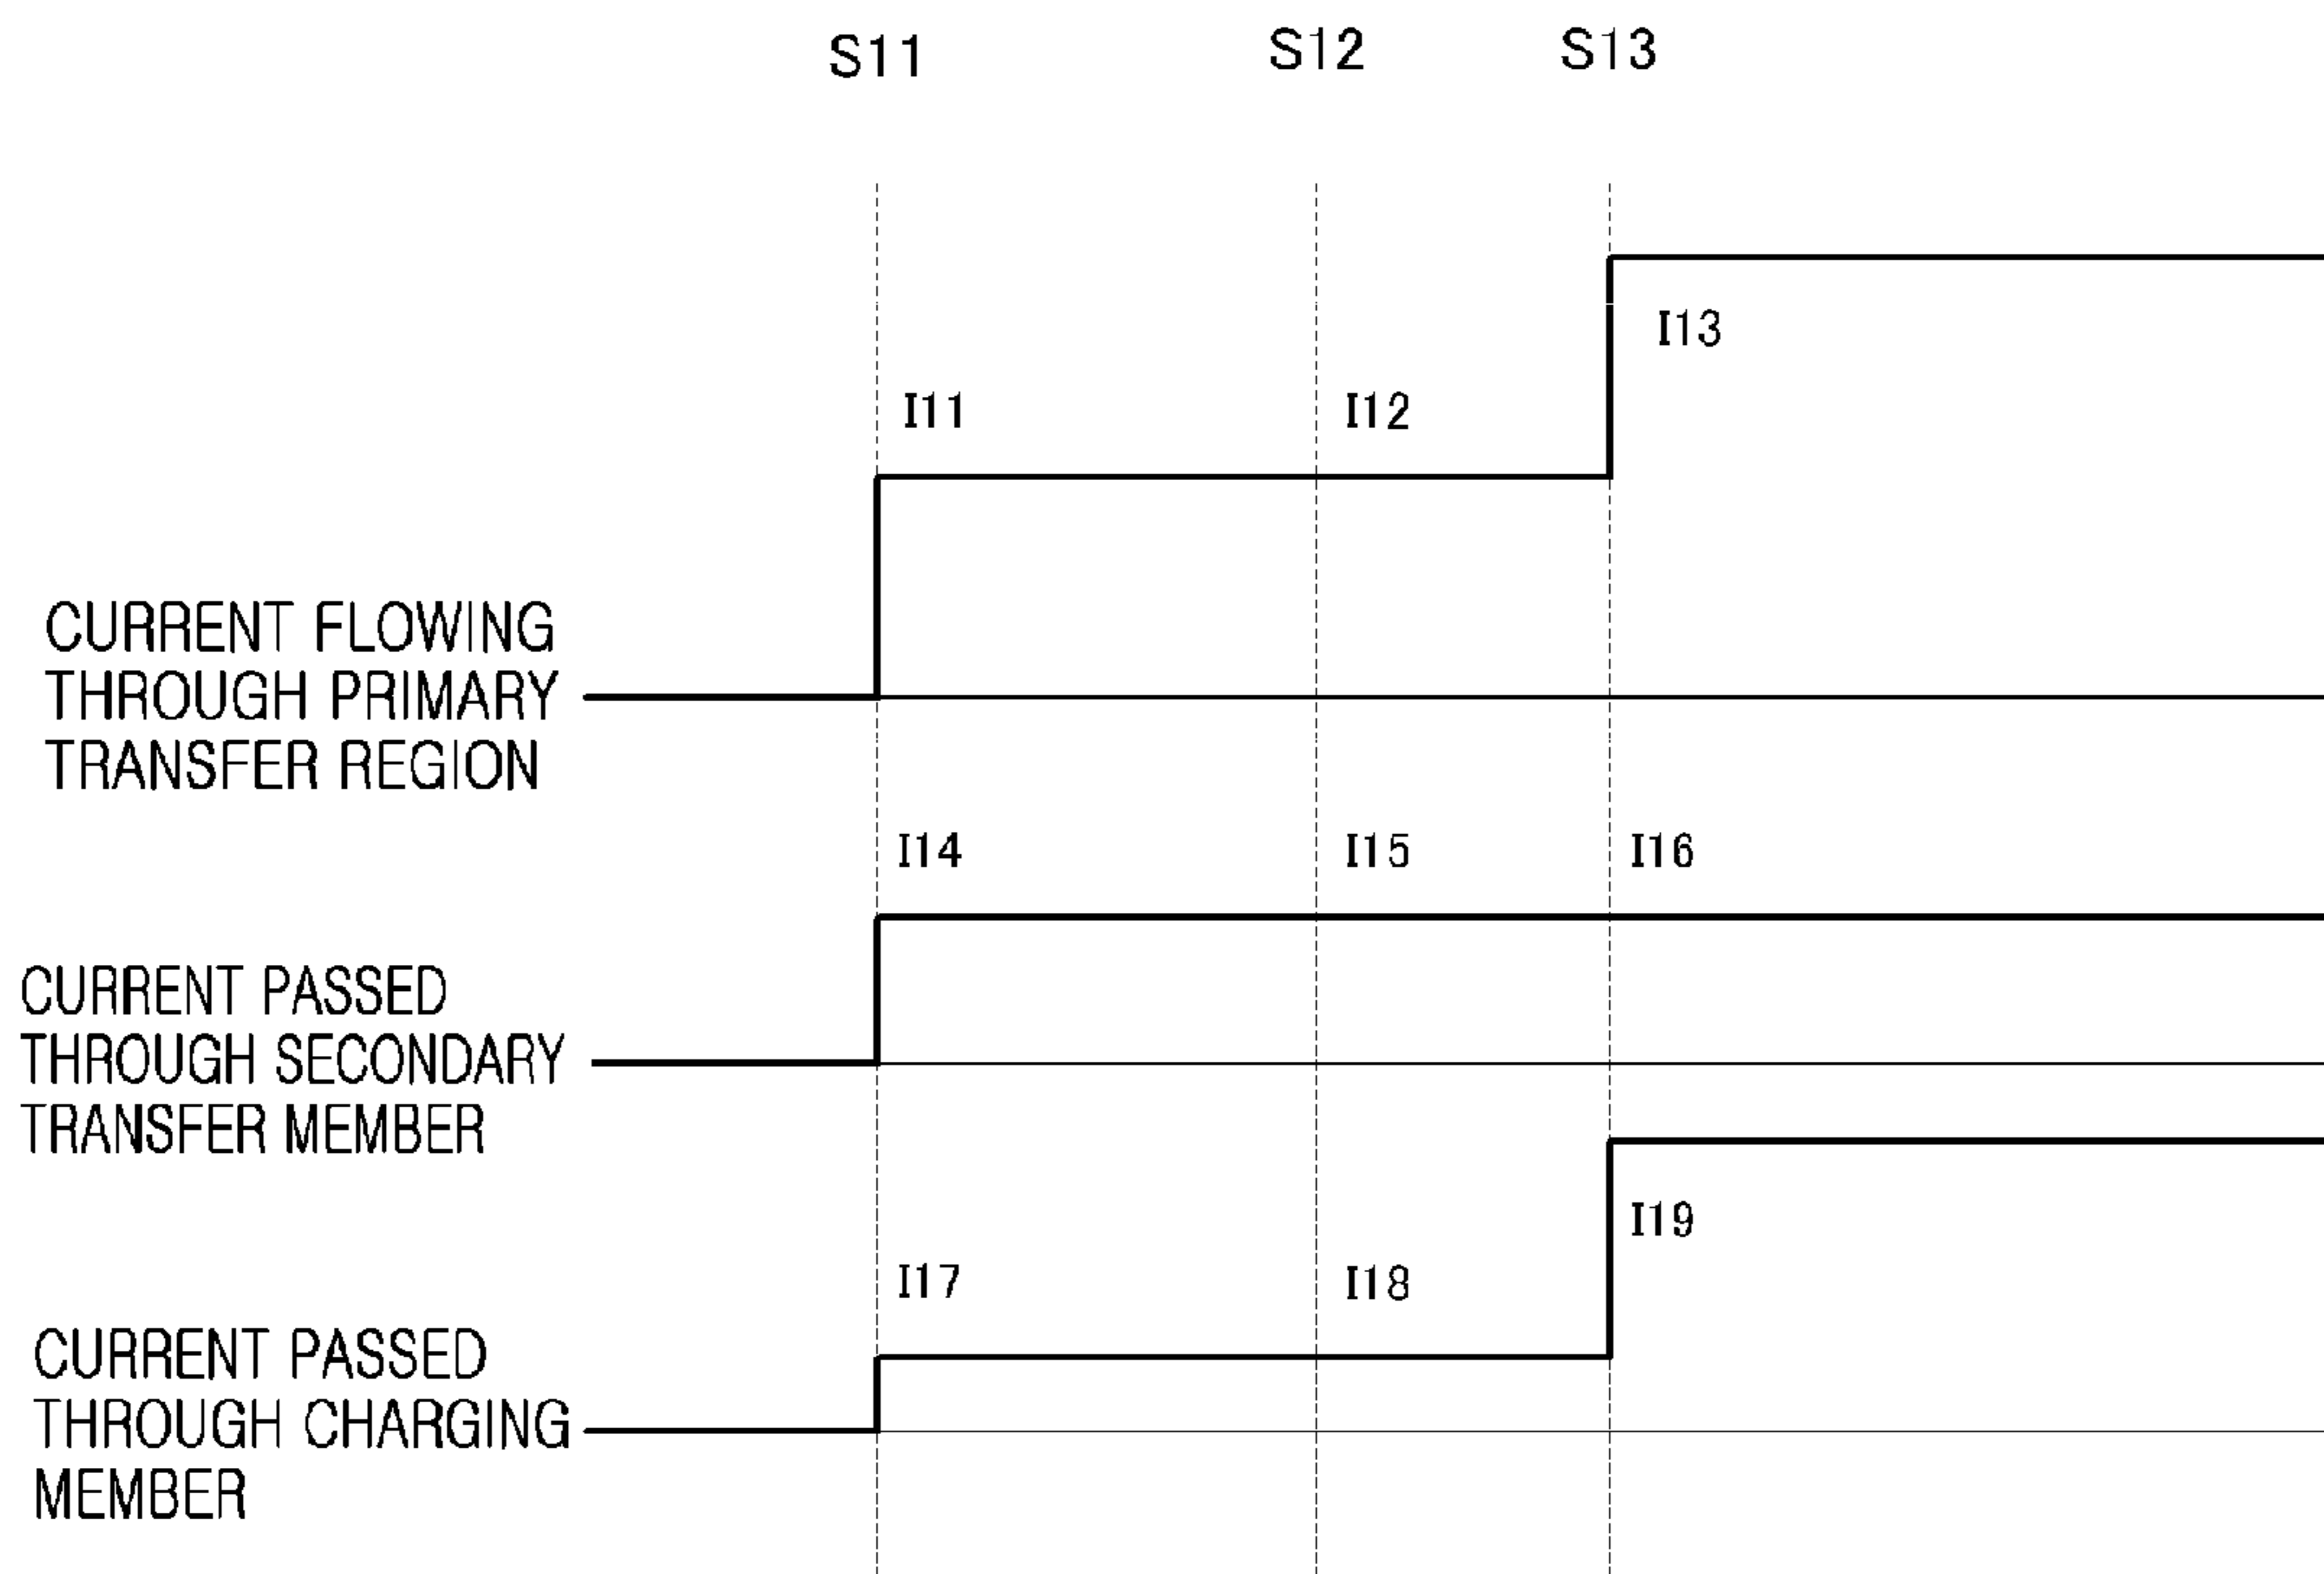 S11 S12 S13
I13
I11 I12
CURRENT FLOWING
THROUGH PRIMARY
TRANSFER REGION
I14 I15 I16
CURRENT PASSED
THROUGH SECONDARY
TRANSFER MEMBER
I19
I17 I18
CURRENT PASSED
THROUGH CHARGING
MEMBER